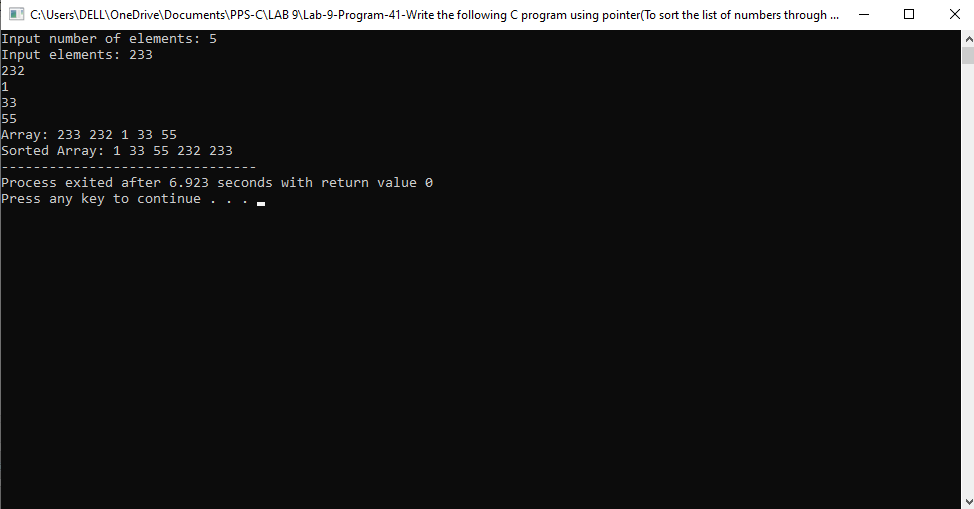 C:\Users\DELL\OneDrive\Documents\PPS-C\LAB 9\Lab-9-Program-41-Write the following C program using pointer(To sort the list of numbers through ...
Input number of elements: 5
Input elements: 233
232
1
33
55
Array: 233 232 1 33 55
Sorted Array: 1 33 55 232 233
--------------------------------
Process exited after 6.923 seconds with return value 0
Press any key to continue . . .